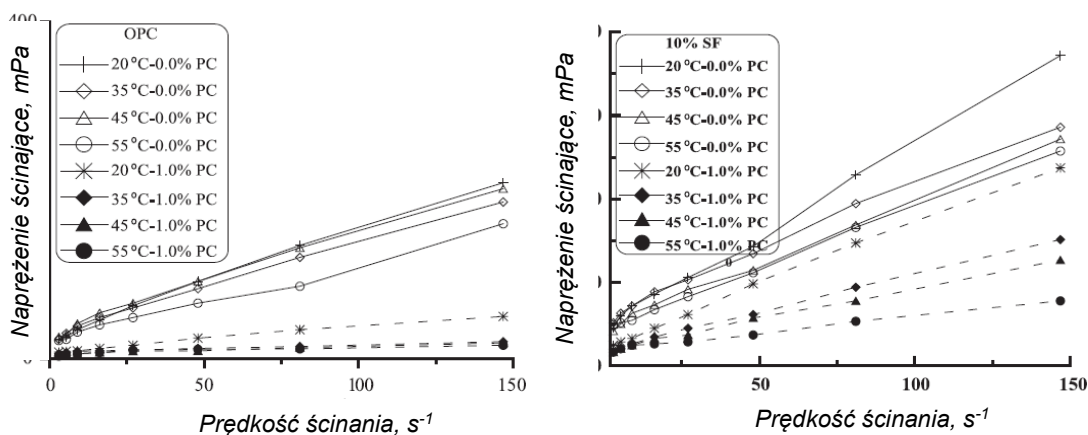 400
OPC
20 °C-0.0% PC
35 °C-0.0% PC
45 °C-0.0% PC
55 °C-0.0% PC
20 °C-1.0% PC
35 °C-1.0% PC
45 °C-1.0% PC
55 °C-1.0% PC
Naprężenie ścinające, mPa
0
0
50
100
150
Prędkość ścinania, s-1
10% SF
20 °C-0.0% PC
35 °C-0.0% PC
45 °C-0.0% PC
55 °C-0.0% PC
20 °C-1.0% PC
35 °C-1.0% PC
45 °C-1.0% PC
55 °C-1.0% PC
Naprężenie ścinające, mPa
50
100
150
Prędkość ścinania, s-1